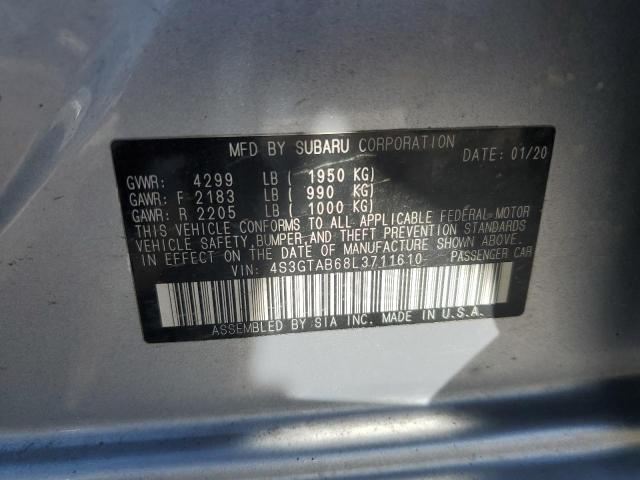 MFD BY SUBARU CORPORATION
DATE: 01/20
GVWR: 4299 LB ( 1950 KG)
GAWR: F 2183 LB ( 990 KG)
GAWR: R 2205 LB ( 1000 KG)
THIS VEHICLE CONFORMS TO ALL APPLICABLE FEDERAL MOTOR
VEHICLE SAFETY, BUMPER, AND THEFT PREVENTION STANDARDS
IN EFFECT ON THE DATE OF MANUFACTURE SHOWN ABOVE.
VIN: 4S3GTAB68L3711610 PASSENGER CAR
ASSEMBLED BY SIA INC. MADE IN U.S.A.